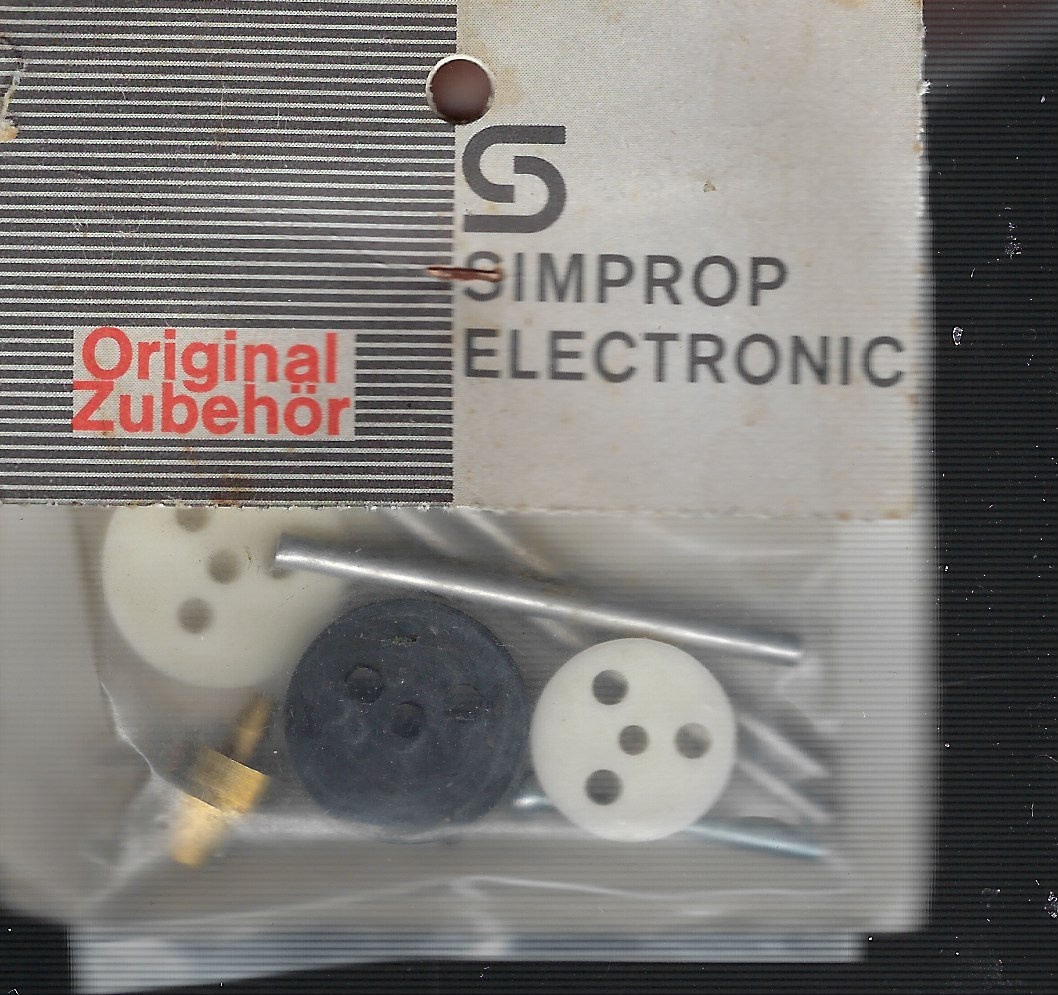 Original
Zubehör
SIMPROP
ELECTRONIC